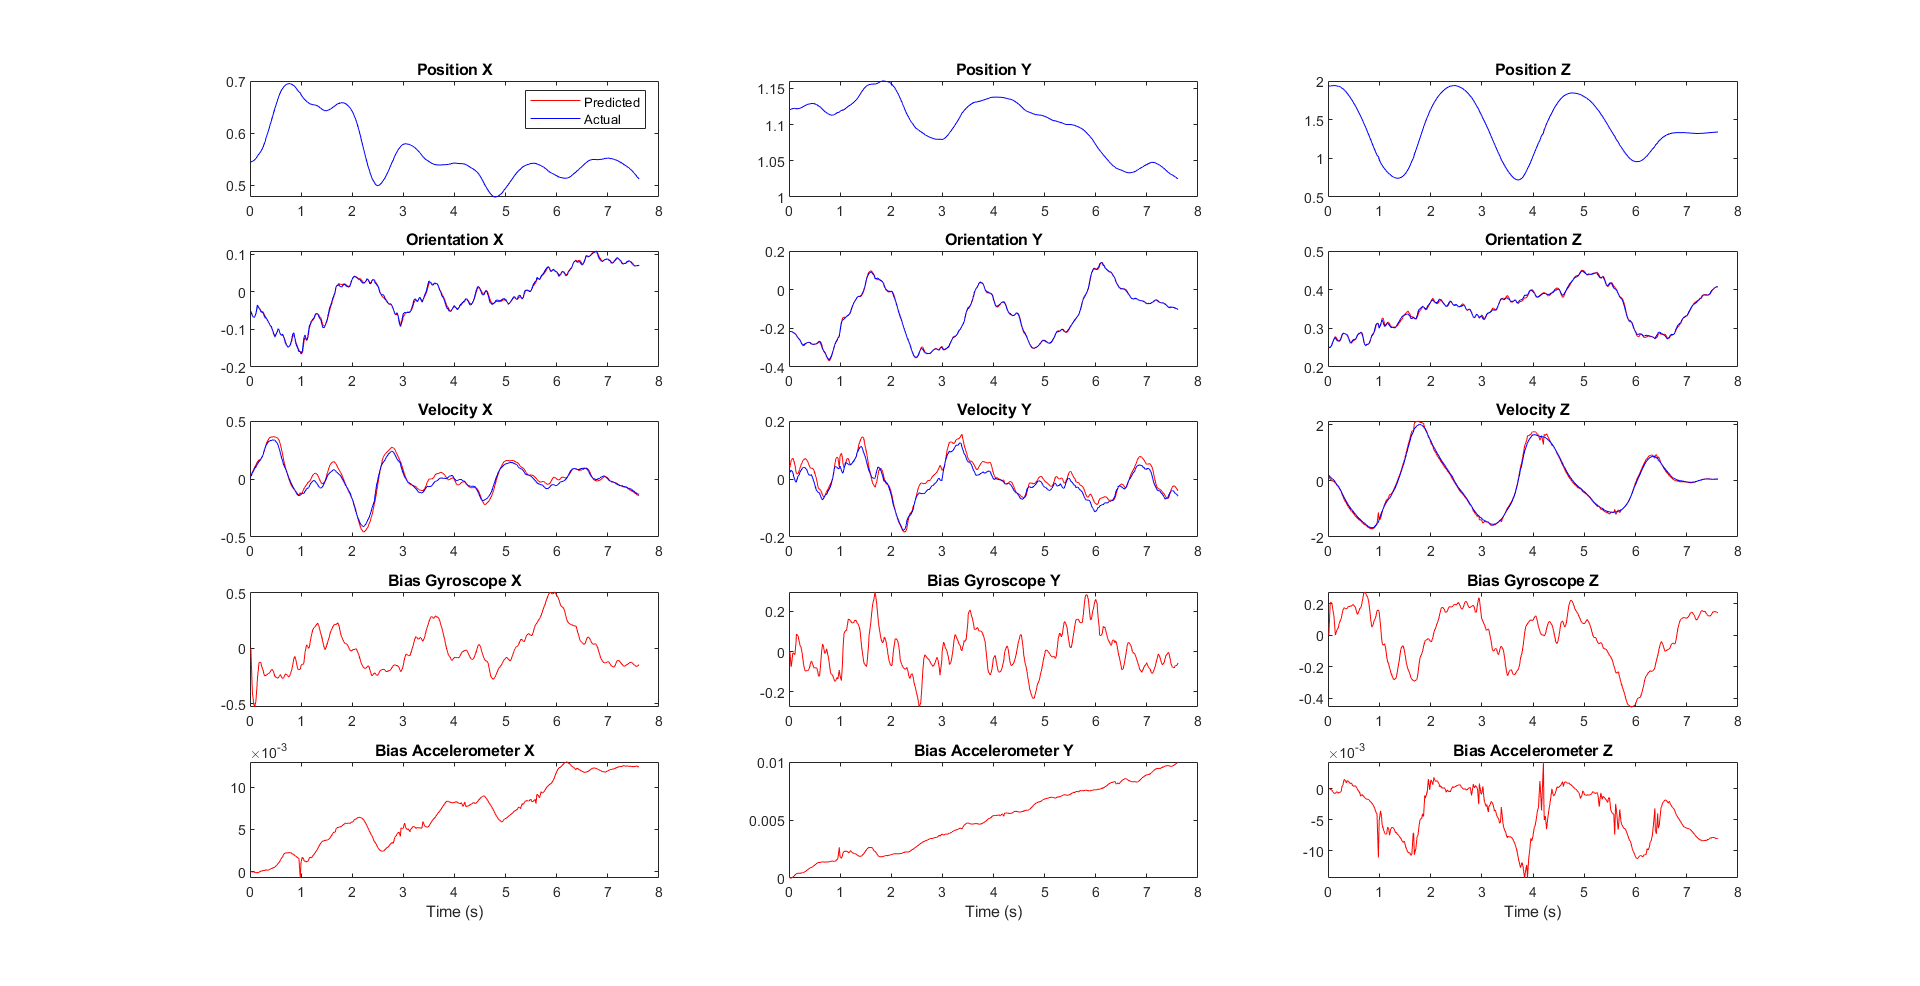 Position X
0.7
0.6
0.5
0 1 2 3 4 5 6 7 8
Predicted
Actual
Position Y
1.15
1.1
1.05
1
0 1 2 3 4 5 6 7 8
Position Z
2
1.5
1
0.5
0 1 2 3 4 5 6 7 8
Orientation X
0.1
0
-0.1
-0.2
0 1 2 3 4 5 6 7 8
Orientation Y
0.2
0
-0.2
-0.4
0 1 2 3 4 5 6 7 8
Orientation Z
0.5
0.4
0.3
0.2
0 1 2 3 4 5 6 7 8
Velocity X
0.5
0
-0.5
0 1 2 3 4 5 6 7 8
Velocity Y
0.2
0
-0.2
0 1 2 3 4 5 6 7 8
Velocity Z
2
0
-2
0 1 2 3 4 5 6 7 8
Bias Gyroscope X
0.5
0
-0.5
0 1 2 3 4 5 6 7 8
Bias Gyroscope Y
0.2
0
-0.2
0 1 2 3 4 5 6 7 8
Bias Gyroscope Z
0.2
0
-0.2
-0.4
0 1 2 3 4 5 6 7 8
Bias Accelerometer X
×10⁻³
10
5
0
0 1 2 3 4 5 6 7 8
Time (s)
Bias Accelerometer Y
0.01
0.005
0
0 1 2 3 4 5 6 7 8
Time (s)
Bias Accelerometer Z
×10⁻³
0
-5
-10
0 1 2 3 4 5 6 7 8
Time (s)